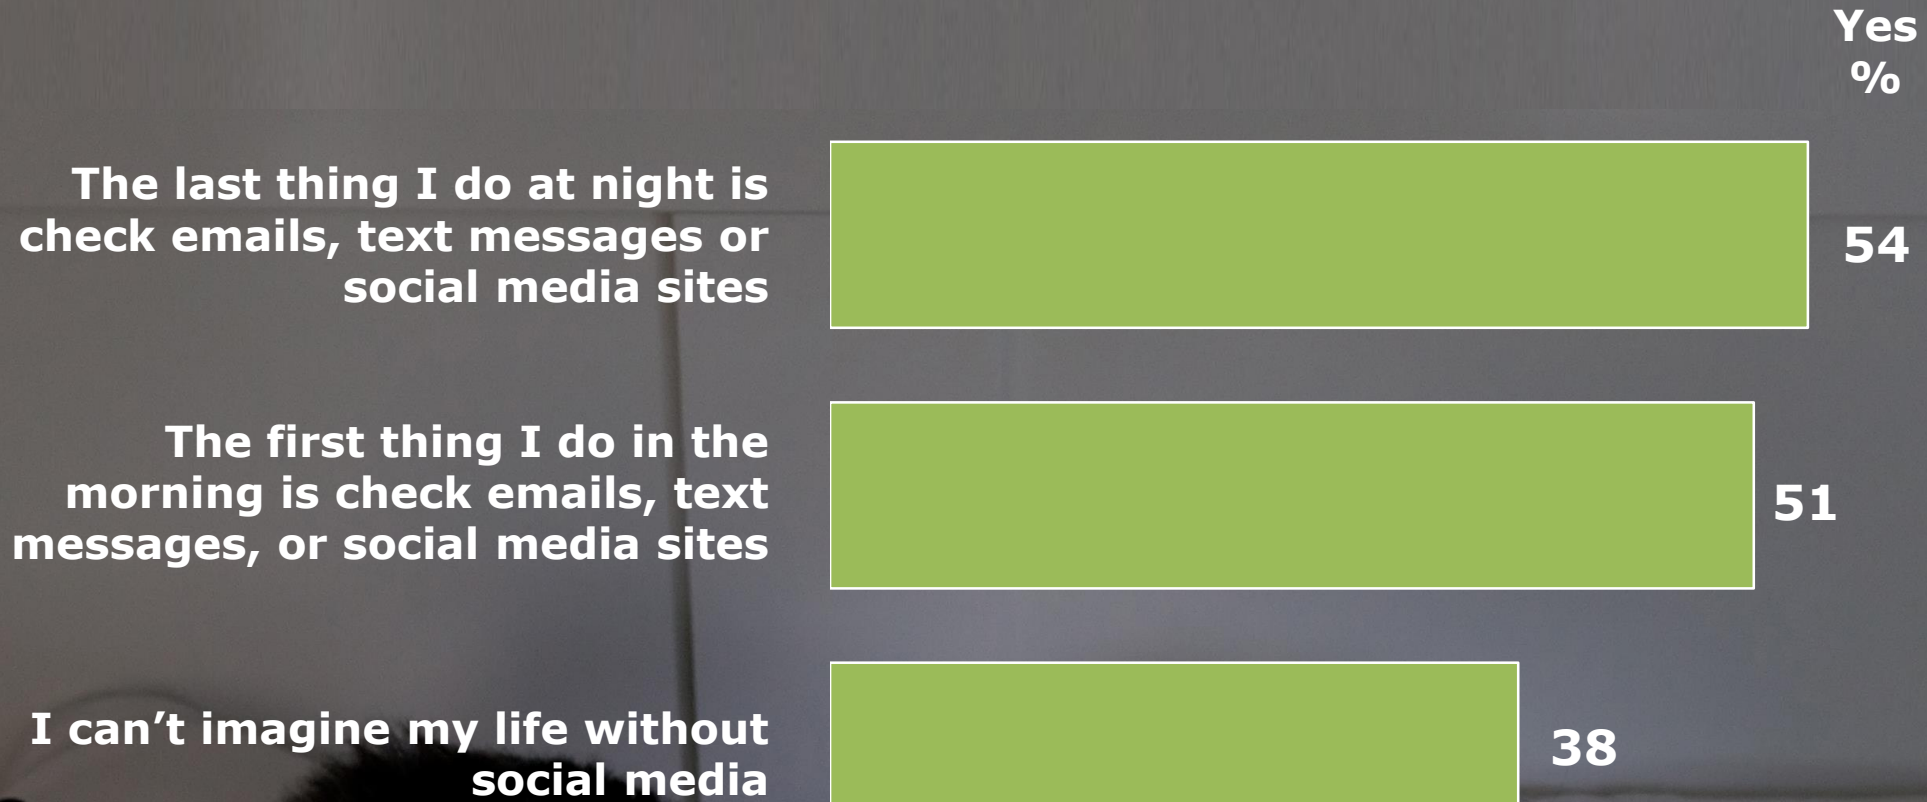 Yes
%
The last thing I do at night is
check emails, text messages or
social media sites
54
The first thing I do in the
morning is check emails, text
messages, or social media sites
51
I can’t imagine my life without
social media
38